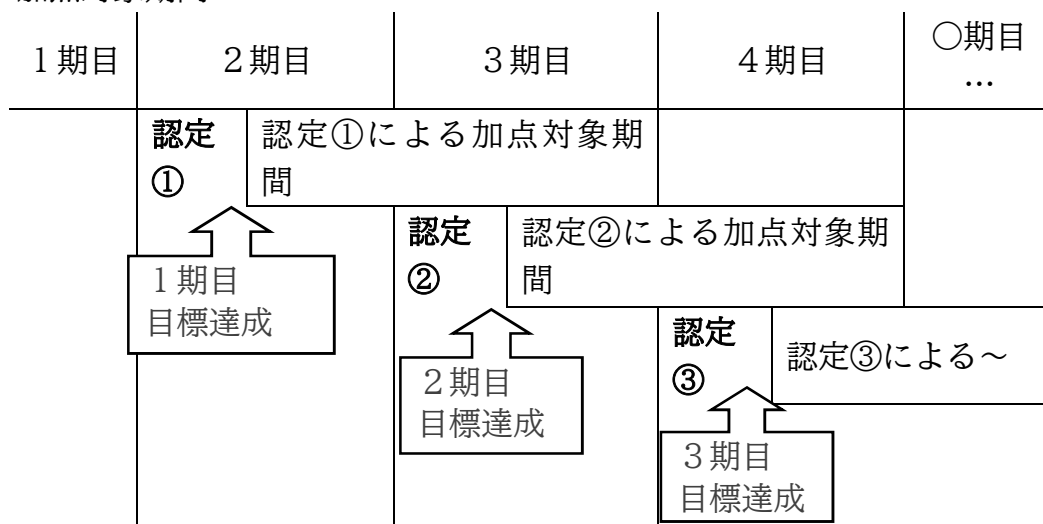 １期目
２期目
３期目
４期目
○期目
…
認定
①
認定①による加点対象期
間
１期目
目標達成
認定
②
認定②による加点対象期
間
２期目
目標達成
認定
③
認定③による～
３期目
目標達成